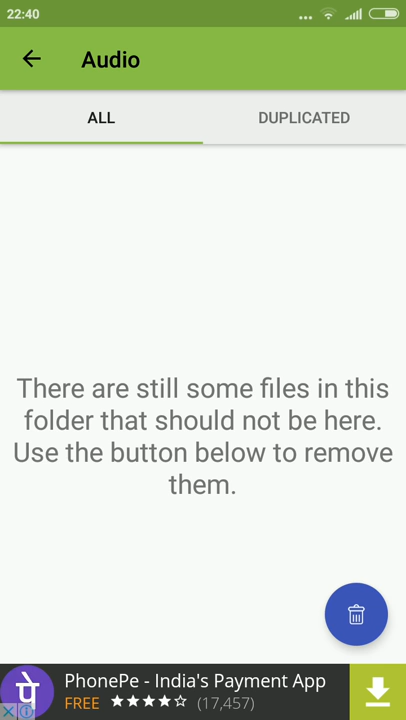 22:40
Audio
ALL
DUPLICATED
There are still some files in this
folder that should not be here.
Use the button below to remove
them.
पे
PhonePe - India's Payment App
FREE
(17,457)